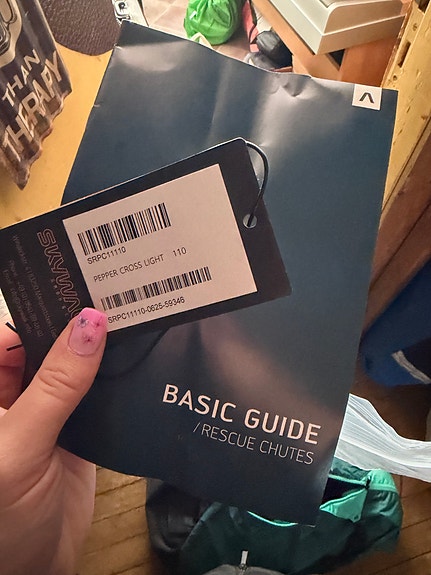 THAN
THERAPY
SRPC11110
PEPPER CROSS LIGHT 110
SRPC11110-0625-59346
BASIC GUIDE
/RESCUE CHUTES